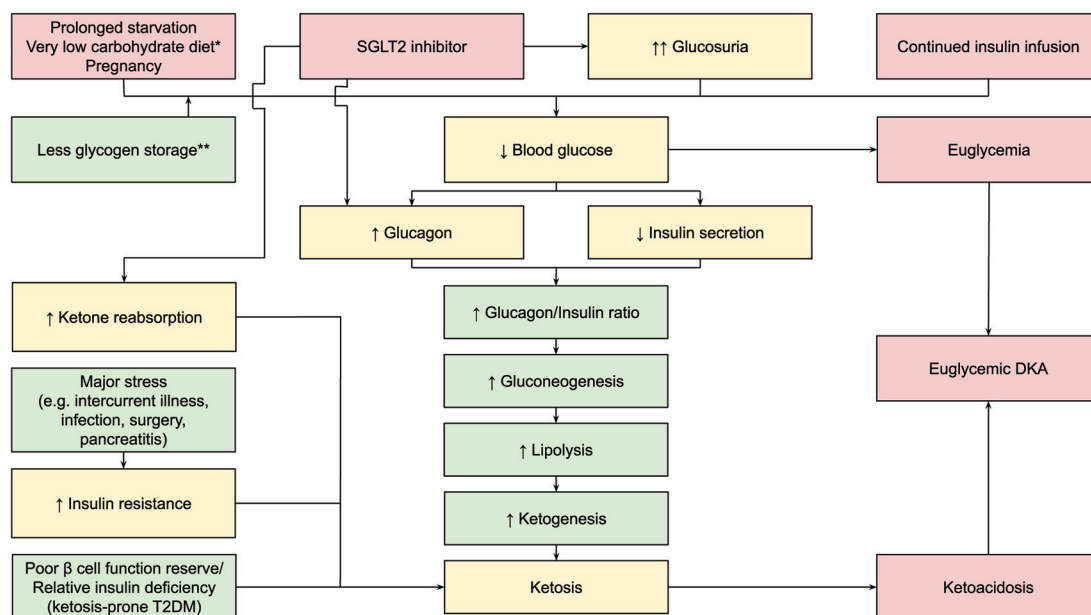 Prolonged starvation
Very low carbohydrate diet*
Pregnancy
SGLT2 inhibitor
↑↑ Glucosuria
Continued insulin infusion
Less glycogen storage**
↓ Blood glucose
Euglycemia
↑ Glucagon
↓ Insulin secretion
↑ Ketone reabsorption
↑ Glucagon/Insulin ratio
Major stress
(e.g. intercurrent illness,
infection, surgery,
pancreatitis)
↑ Gluconeogenesis
Euglycemic DKA
↑ Lipolysis
↑ Insulin resistance
↑ Ketogenesis
Poor β cell function reserve/
Relative insulin deficiency
(ketosis-prone T2DM)
Ketosis
Ketoacidosis